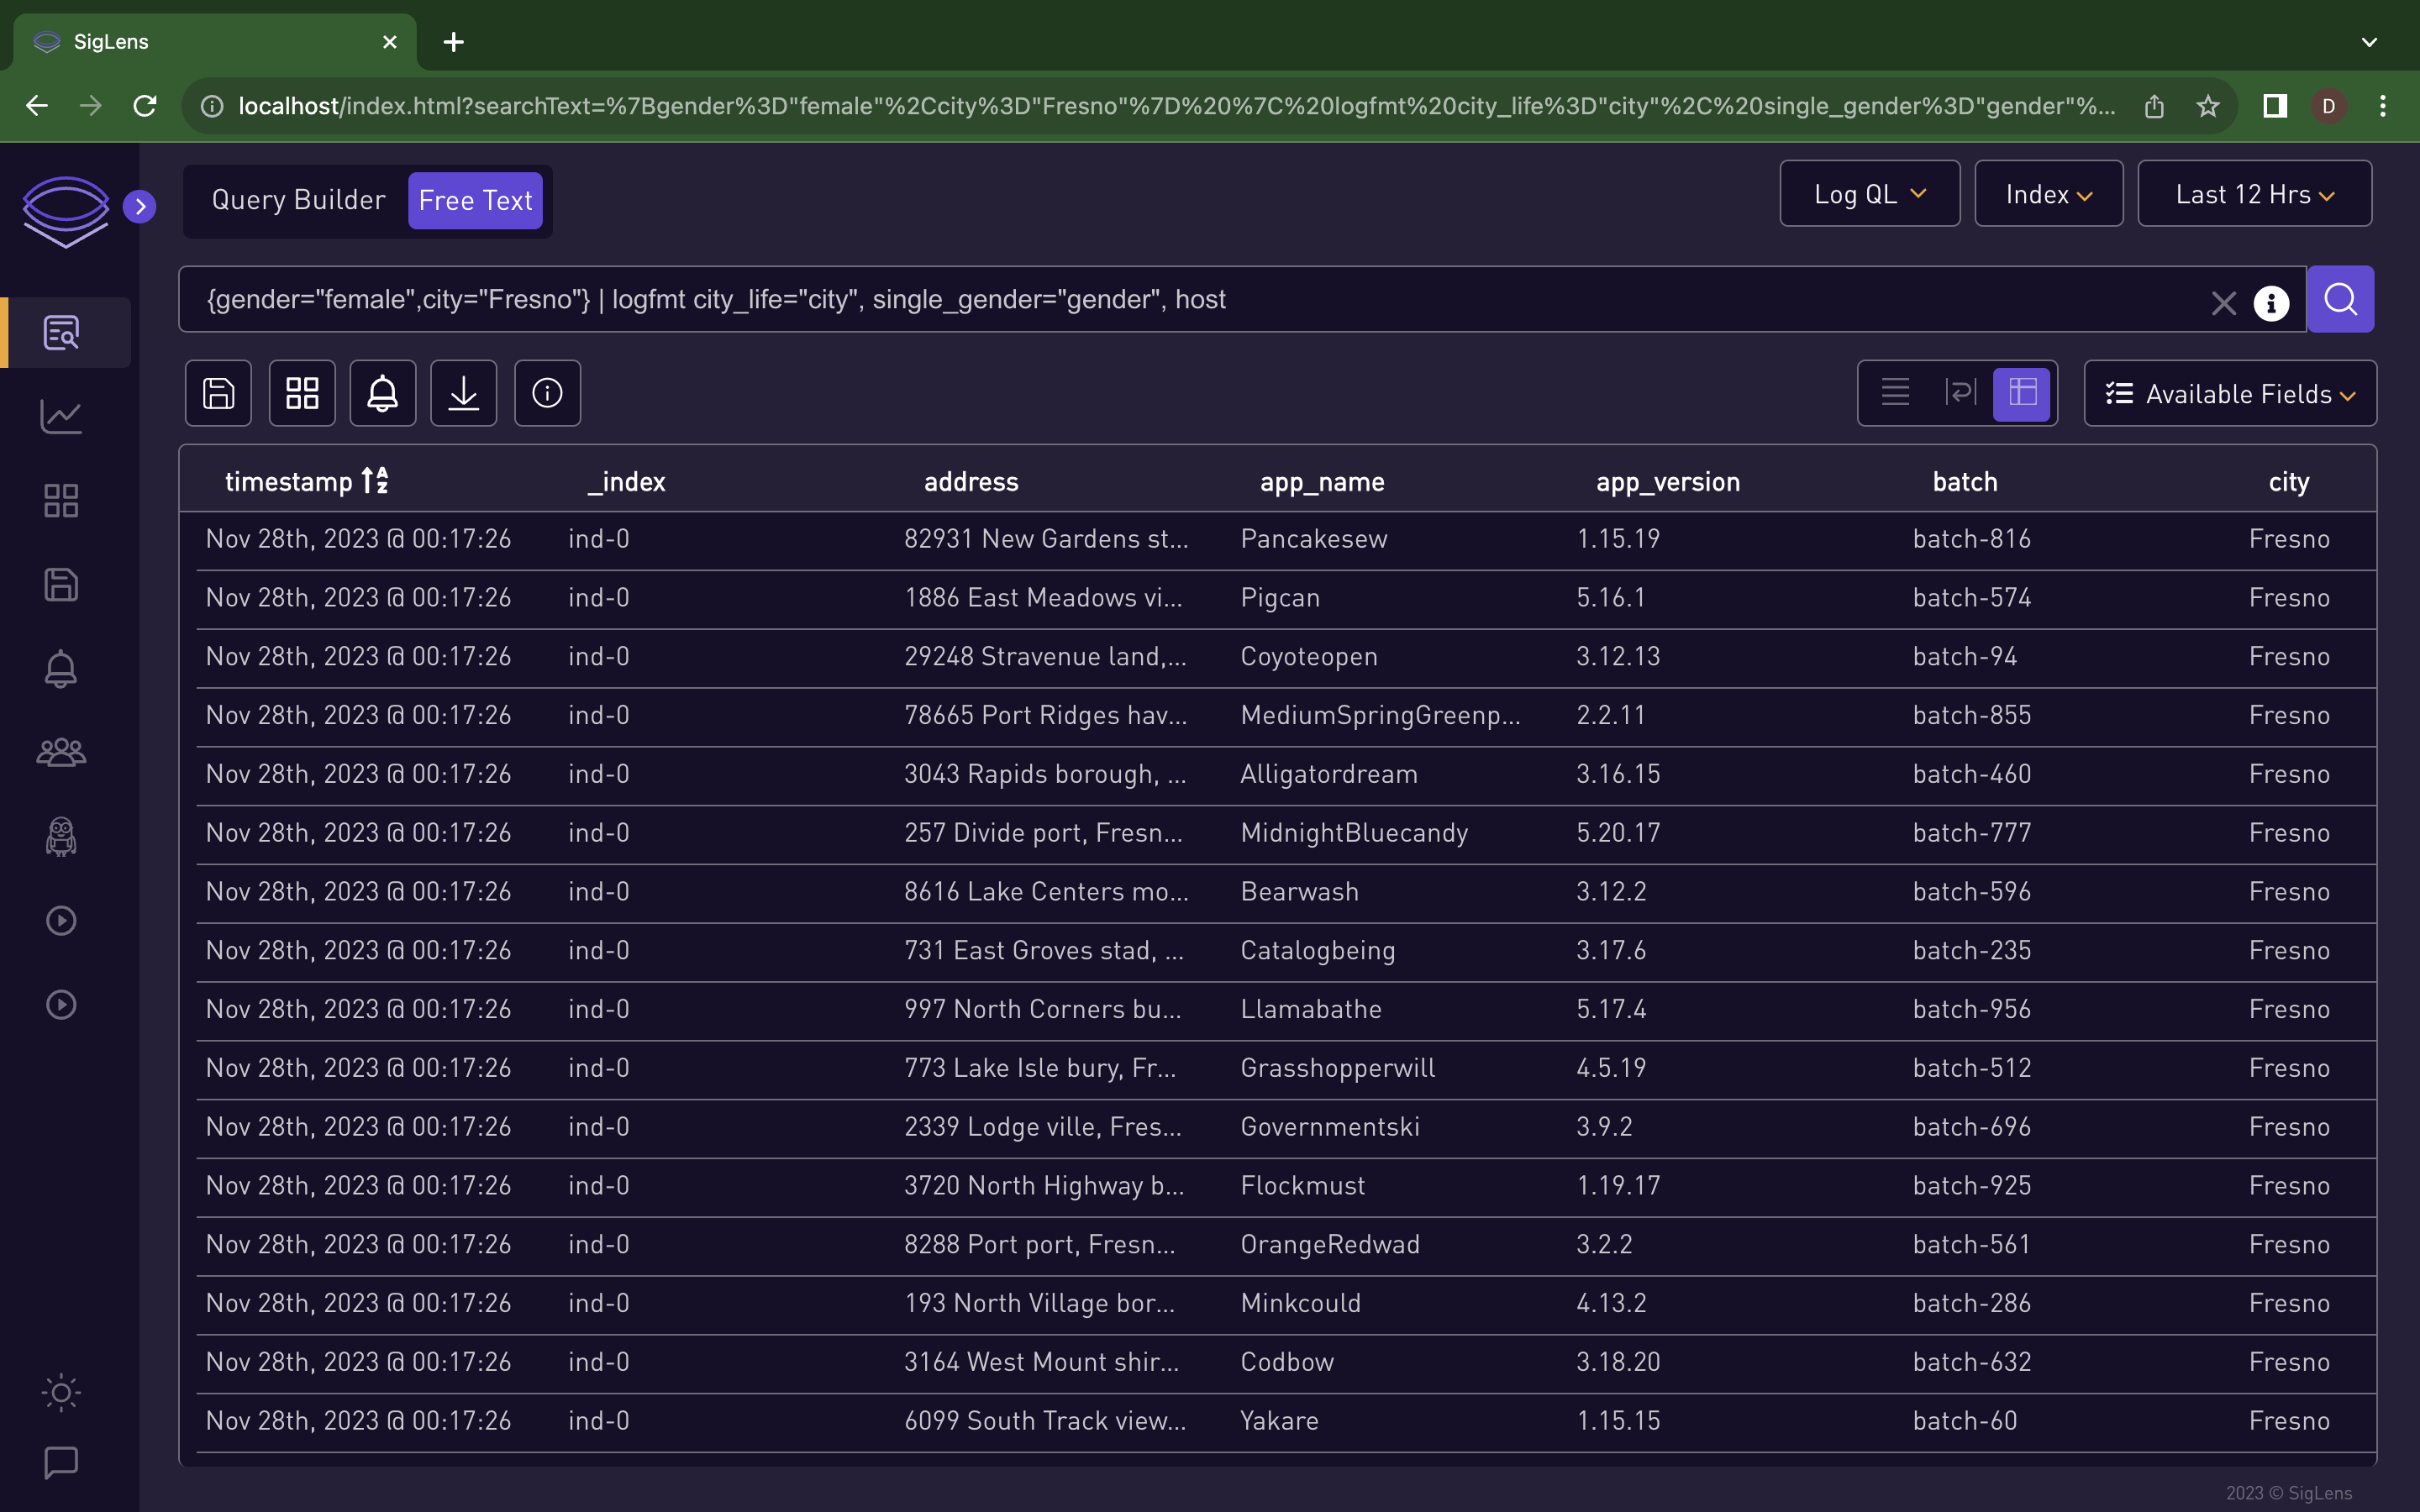 SigLens
localhost/index.html?searchText=%7Bgender%3D"female"%2Ccity%3D"Fresno"%7D%20%7C%20logfmt%20city_life%3D"city"%2C%20single_gender%3D"gender"%... D
Query Builder Free Text Log QL Index Last 12 Hrs
{gender="female",city="Fresno"} | logfmt city_life="city", single_gender="gender", host
Available Fields
timestamp _index address app_name app_version batch city
Nov 28th, 2023 @ 00:17:26 ind-0 82931 New Gardens st... Pancakesew 1.15.19 batch-816 Fresno
Nov 28th, 2023 @ 00:17:26 ind-0 1886 East Meadows vi... Pigcan 5.16.1 batch-574 Fresno
Nov 28th, 2023 @ 00:17:26 ind-0 29248 Stravenue land,... Coyoteopen 3.12.13 batch-94 Fresno
Nov 28th, 2023 @ 00:17:26 ind-0 78665 Port Ridges hav... MediumSpringGreenp... 2.2.11 batch-855 Fresno
Nov 28th, 2023 @ 00:17:26 ind-0 3043 Rapids borough, ... Alligatordream 3.16.15 batch-460 Fresno
Nov 28th, 2023 @ 00:17:26 ind-0 257 Divide port, Fresn... MidnightBluecandy 5.20.17 batch-777 Fresno
Nov 28th, 2023 @ 00:17:26 ind-0 8616 Lake Centers mo... Bearwash 3.12.2 batch-596 Fresno
Nov 28th, 2023 @ 00:17:26 ind-0 731 East Groves stad, ... Catalogbeing 3.17.6 batch-235 Fresno
Nov 28th, 2023 @ 00:17:26 ind-0 997 North Corners bu... Llamabathe 5.17.4 batch-956 Fresno
Nov 28th, 2023 @ 00:17:26 ind-0 773 Lake Isle bury, Fr... Grasshopperwill 4.5.19 batch-512 Fresno
Nov 28th, 2023 @ 00:17:26 ind-0 2339 Lodge ville, Fres... Governmentski 3.9.2 batch-696 Fresno
Nov 28th, 2023 @ 00:17:26 ind-0 3720 North Highway b... Flockmust 1.19.17 batch-925 Fresno
Nov 28th, 2023 @ 00:17:26 ind-0 8288 Port port, Fresn... OrangeRedwad 3.2.2 batch-561 Fresno
Nov 28th, 2023 @ 00:17:26 ind-0 193 North Village bor... Minkcould 4.13.2 batch-286 Fresno
Nov 28th, 2023 @ 00:17:26 ind-0 3164 West Mount shir... Codbow 3.18.20 batch-632 Fresno
Nov 28th, 2023 @ 00:17:26 ind-0 6099 South Track view... Yakare 1.15.15 batch-60 Fresno
2023 © SigLens